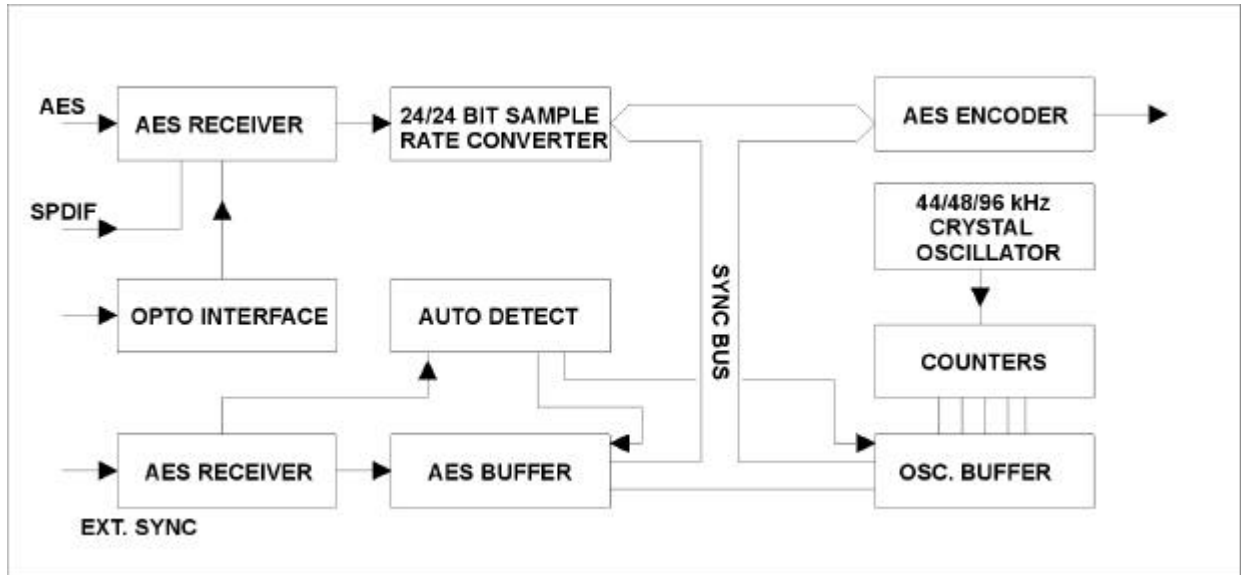 AES
AES RECEIVER
24/24 BIT SAMPLE
RATE CONVERTER
AES ENCODER
SPDIF
44/48/96 kHz
CRYSTAL
OSCILLATOR
OPTO INTERFACE
AUTO DETECT
SYNC BUS
COUNTERS
AES RECEIVER
AES BUFFER
OSC. BUFFER
EXT. SYNC